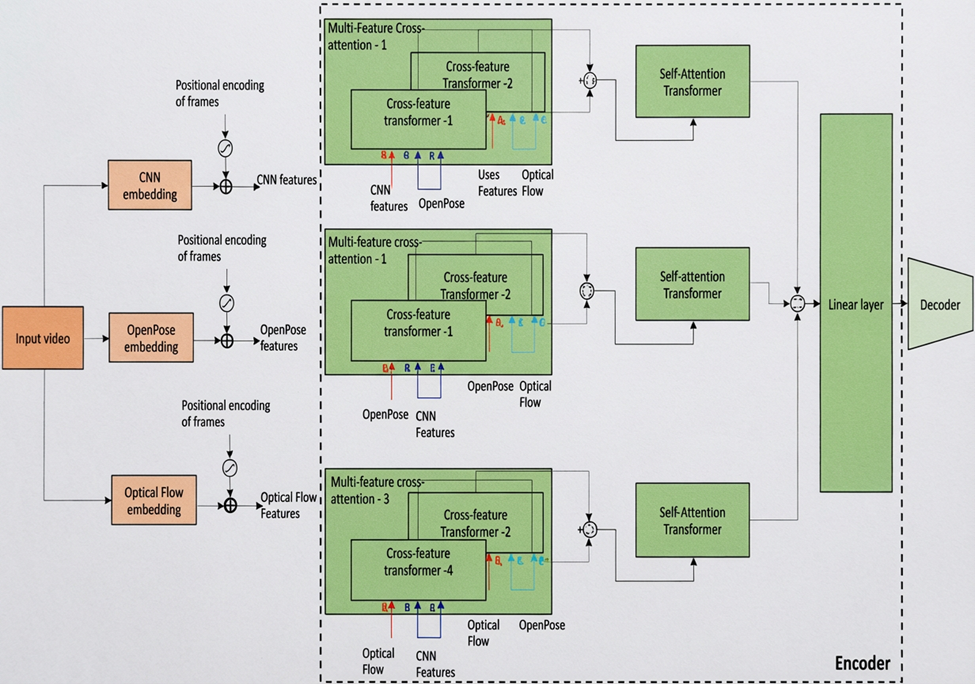 Multi-Feature Cross-
attention - 1
Cross-feature
Transformer -2
Cross-feature
transformer -1
CNN
features
OpenPose
Uses
Features
Optical
Flow
Self-Attention
Transformer
Positional encoding
of frames
CNN
embedding
CNN features
Multi-feature cross-
attention - 1
Cross-feature
Transformer -2
Cross-feature
transformer -1
OpenPose
CNN
Features
OpenPose
Optical
Flow
Self-attention
Transformer
Positional encoding
of frames
Input video
OpenPose
embedding
OpenPose
features
Linear layer
Decoder
Positional encoding
of frames
Optical Flow
embedding
Optical Flow
Features
Multi-feature cross-
attention - 3
Cross-feature
Transformer -2
Cross-feature
transformer -4
Optical
Flow
CNN
Features
Optical
Flow
OpenPose
Self-Attention
Transformer
Encoder